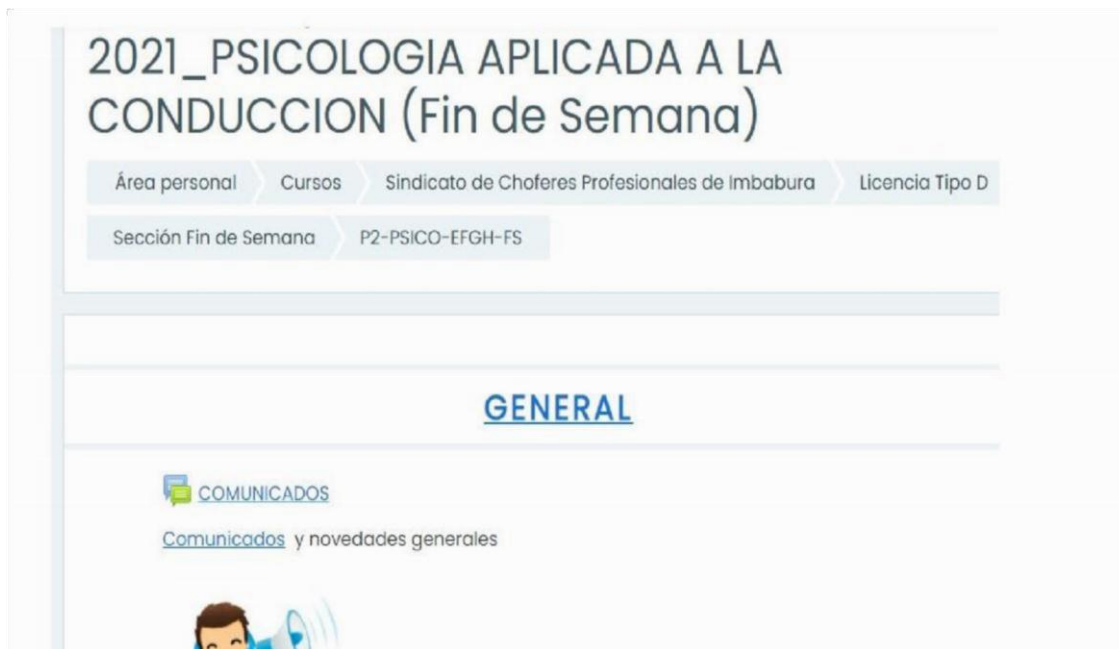 2021_PSICOLOGIA APLICADA A LA
CONDUCCION (Fin de Semana)
Área personal Cursos Sindicato de Choferes Profesionales de Imbabura Licencia Tipo D
Sección Fin de Semana P2-PSICO-EFGH-FS
GENERAL
COMUNICADOS
Comunicados y novedades generales